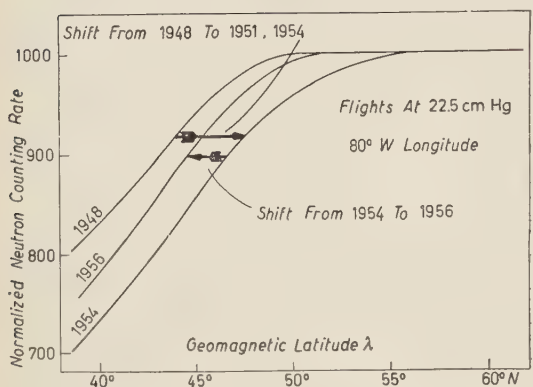 Shift From 1948 To 1951, 1954
1000
900
800
700
Normalized Neutron Counting Rate
Flights At 22.5 cm Hg
80° W Longitude
Shift From 1954 To 1956
1948
1956
1954
Geomagnetic Latitude λ
40°
45°
50°
55°
60° N